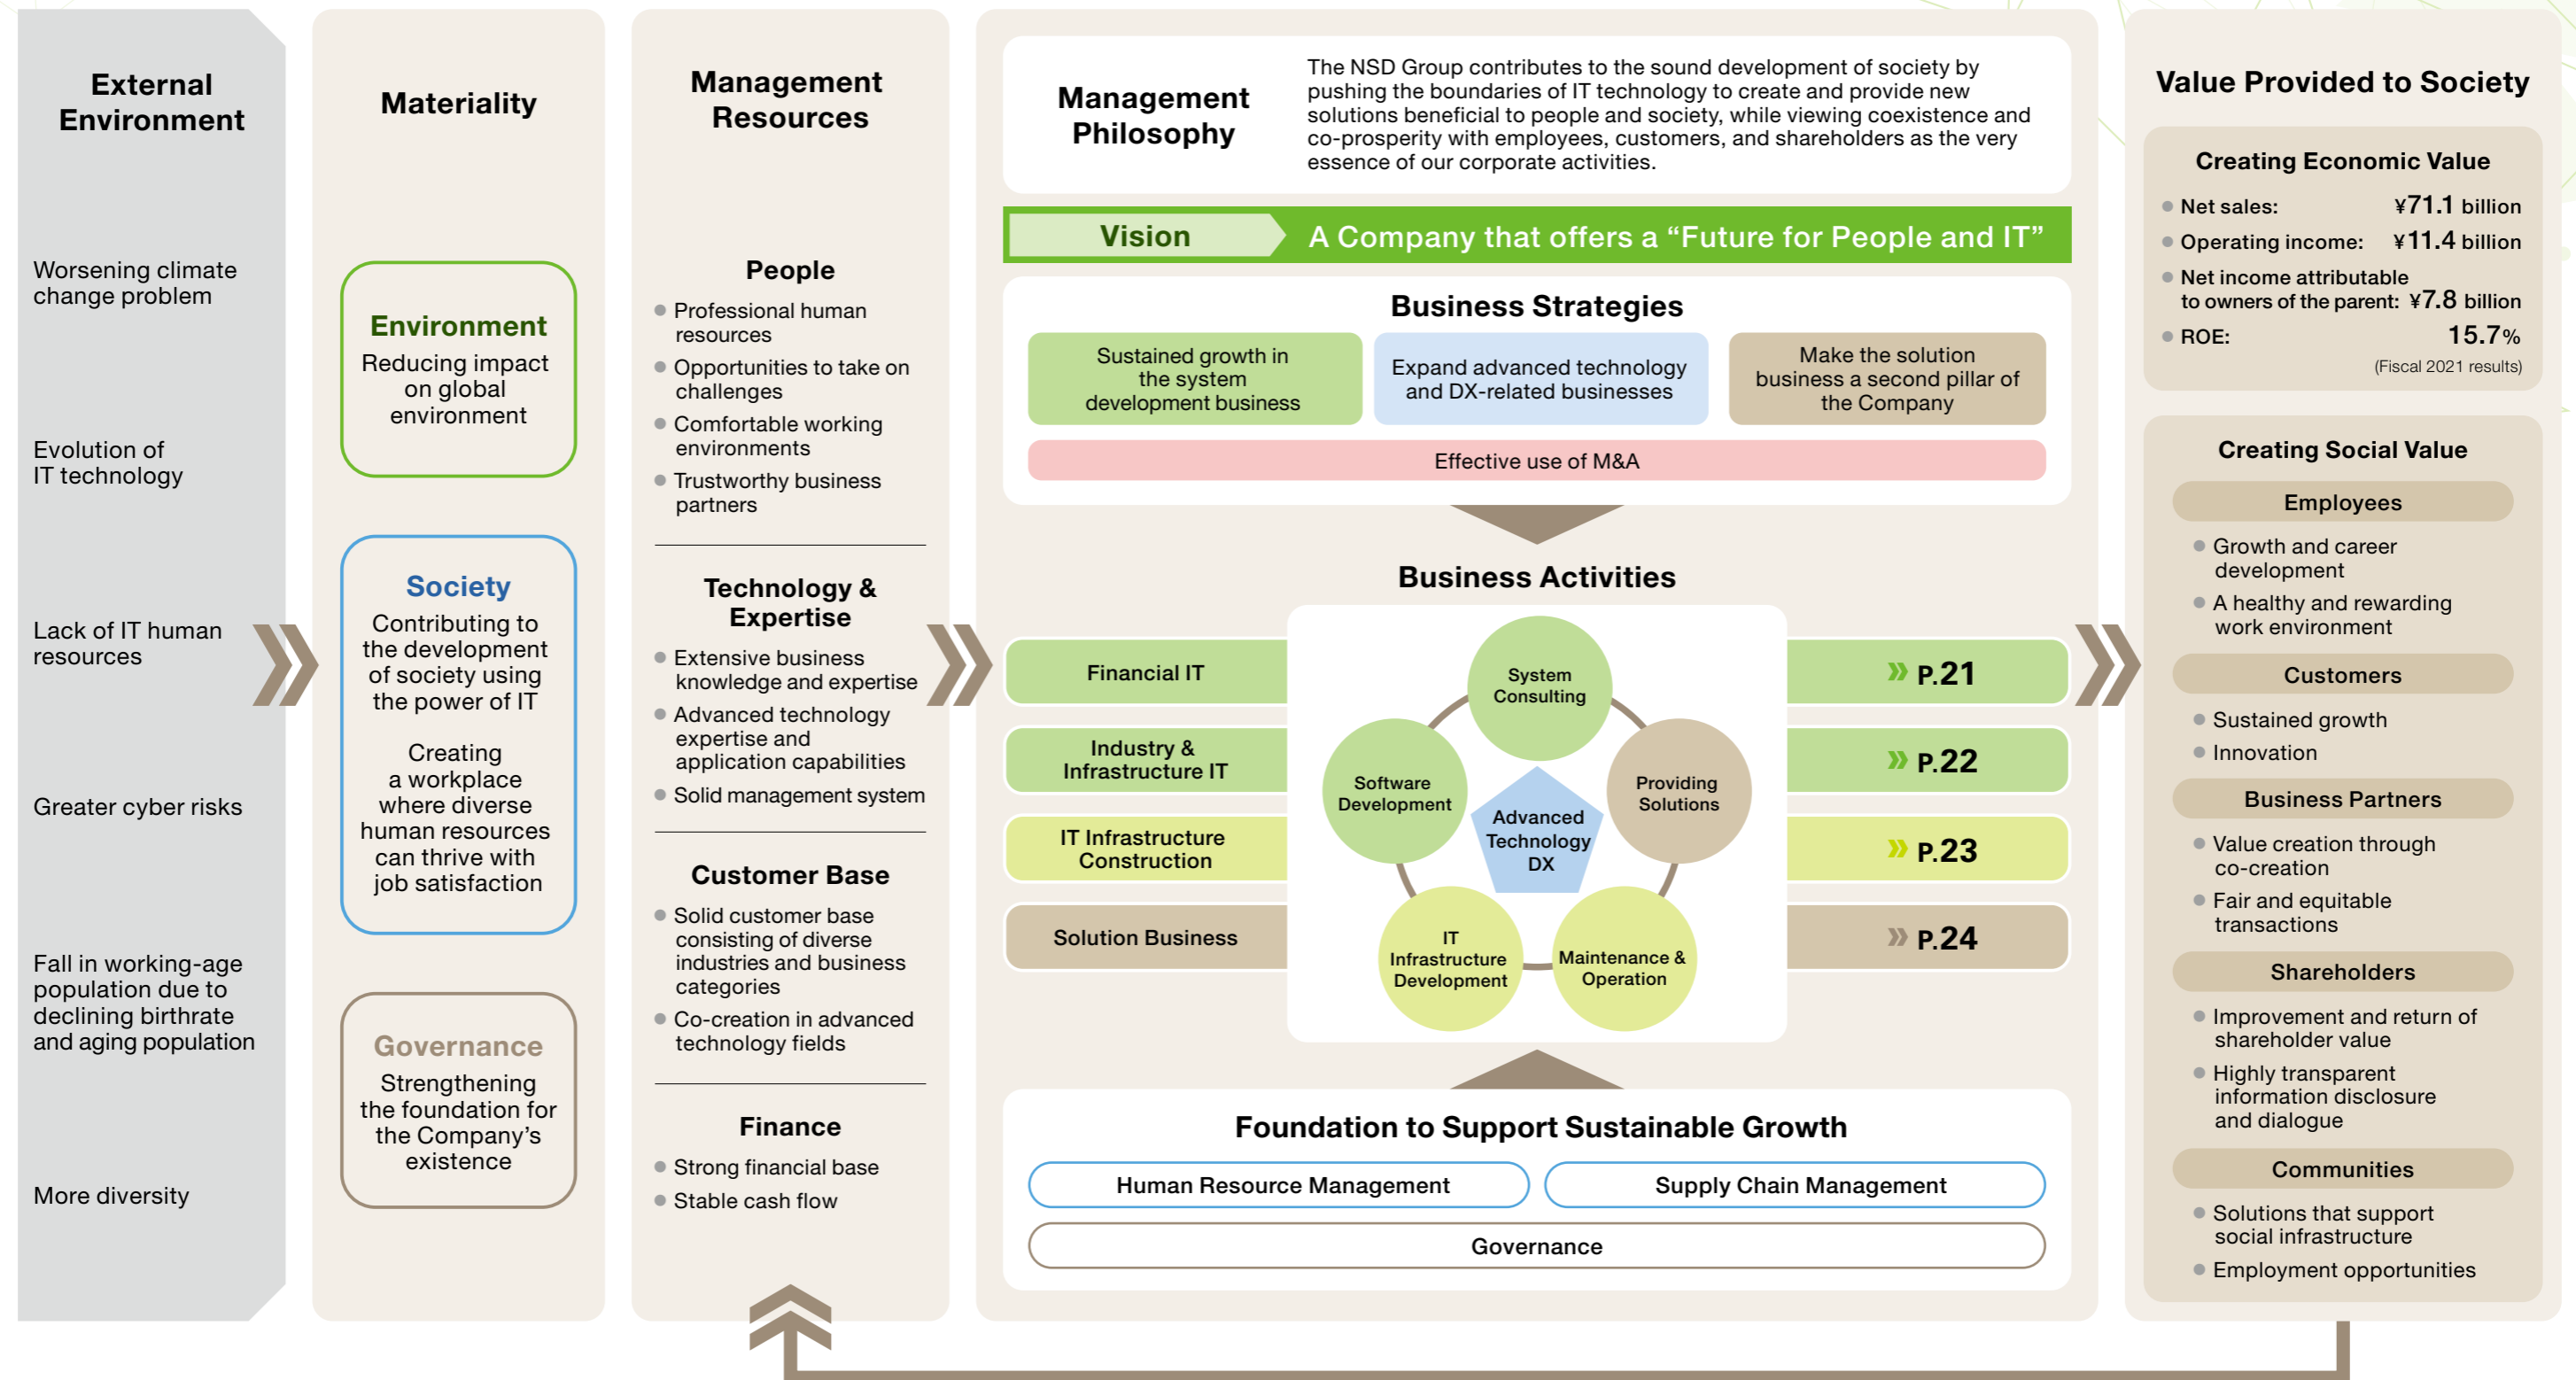 External
Environment
Worsening climate
change problem
Evolution of
IT technology
Lack of IT human
resources
Greater cyber risks
Fall in working-age
population due to
declining birthrate
and aging population
More diversity
Materiality
Environment
Reducing impact
on global
environment
Society
Contributing to
the development
of society using
the power of IT
Creating
a workplace
where diverse
human resources
can thrive with
job satisfaction
Governance
Strengthening
the foundation for
the Company’s
existence
Management
Resources
People
Professional human
resources
Opportunities to take on
challenges
Comfortable working
environments
Trustworthy business
partners
Technology &
Expertise
Extensive business
knowledge and expertise
Advanced technology
expertise and
application capabilities
Solid management system
Customer Base
Solid customer base
consisting of diverse
industries and business
categories
Co-creation in advanced
technology fields
Finance
Strong financial base
Stable cash flow
Management
Philosophy
The NSD Group contributes to the sound development of society by
pushing the boundaries of IT technology to create and provide new
solutions beneficial to people and society, while viewing coexistence and
co-prosperity with employees, customers, and shareholders as the very
essence of our corporate activities.
Vision
A Company that offers a “Future for People and IT”
Business Strategies
Sustained growth in
the system
development business
Expand advanced technology
and DX-related businesses
Make the solution
business a second pillar of
the Company
Effective use of M&A
Business Activities
Financial IT
P.21
Industry &
Infrastructure IT
P.22
IT Infrastructure
Construction
P.23
Solution Business
P.24
System
Consulting
Software
Development
Providing
Solutions
Advanced
Technology
DX
IT
Infrastructure
Development
Maintenance &
Operation
Foundation to Support Sustainable Growth
Human Resource Management
Supply Chain Management
Governance
Value Provided to Society
Creating Economic Value
Net sales: ¥71.1 billion
Operating income: ¥11.4 billion
Net income attributable
to owners of the parent: ¥7.8 billion
ROE: 15.7%
(Fiscal 2021 results)
Creating Social Value
Employees
Growth and career
development
A healthy and rewarding
work environment
Customers
Sustained growth
Innovation
Business Partners
Value creation through
co-creation
Fair and equitable
transactions
Shareholders
Improvement and return of
shareholder value
Highly transparent
information disclosure
and dialogue
Communities
Solutions that support
social infrastructure
Employment opportunities